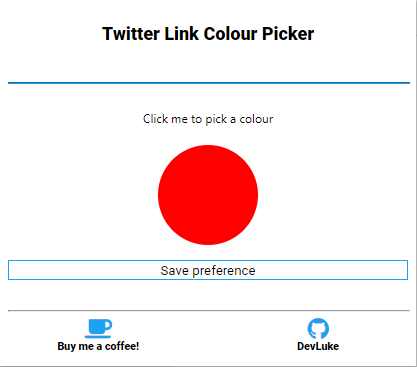 Twitter Link Colour Picker
Click me to pick a colour
Save preference
Buy me a coffee!
DevLuke